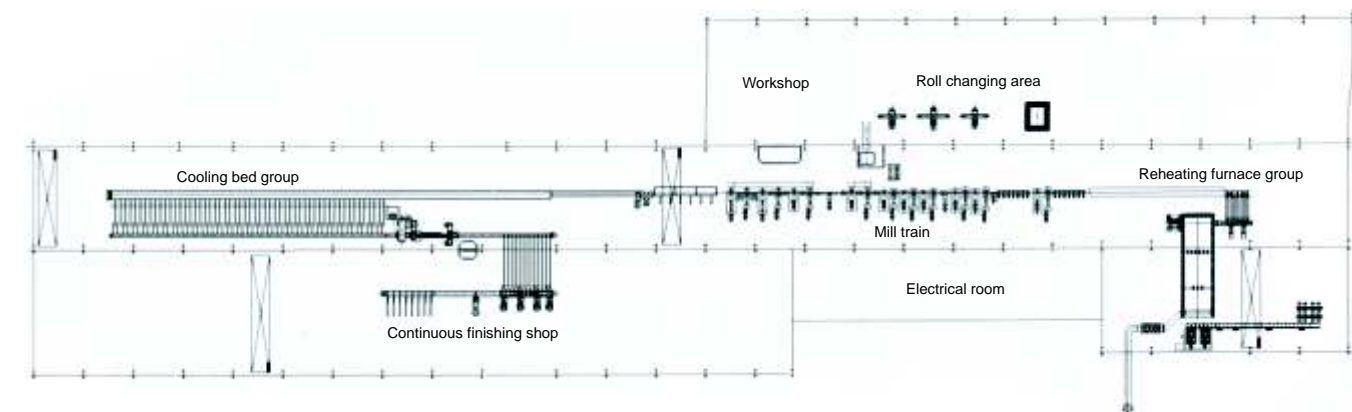 Workshop
Roll changing area
Cooling bed group
Reheating furnace group
Mill train
Electrical room
Continuous finishing shop